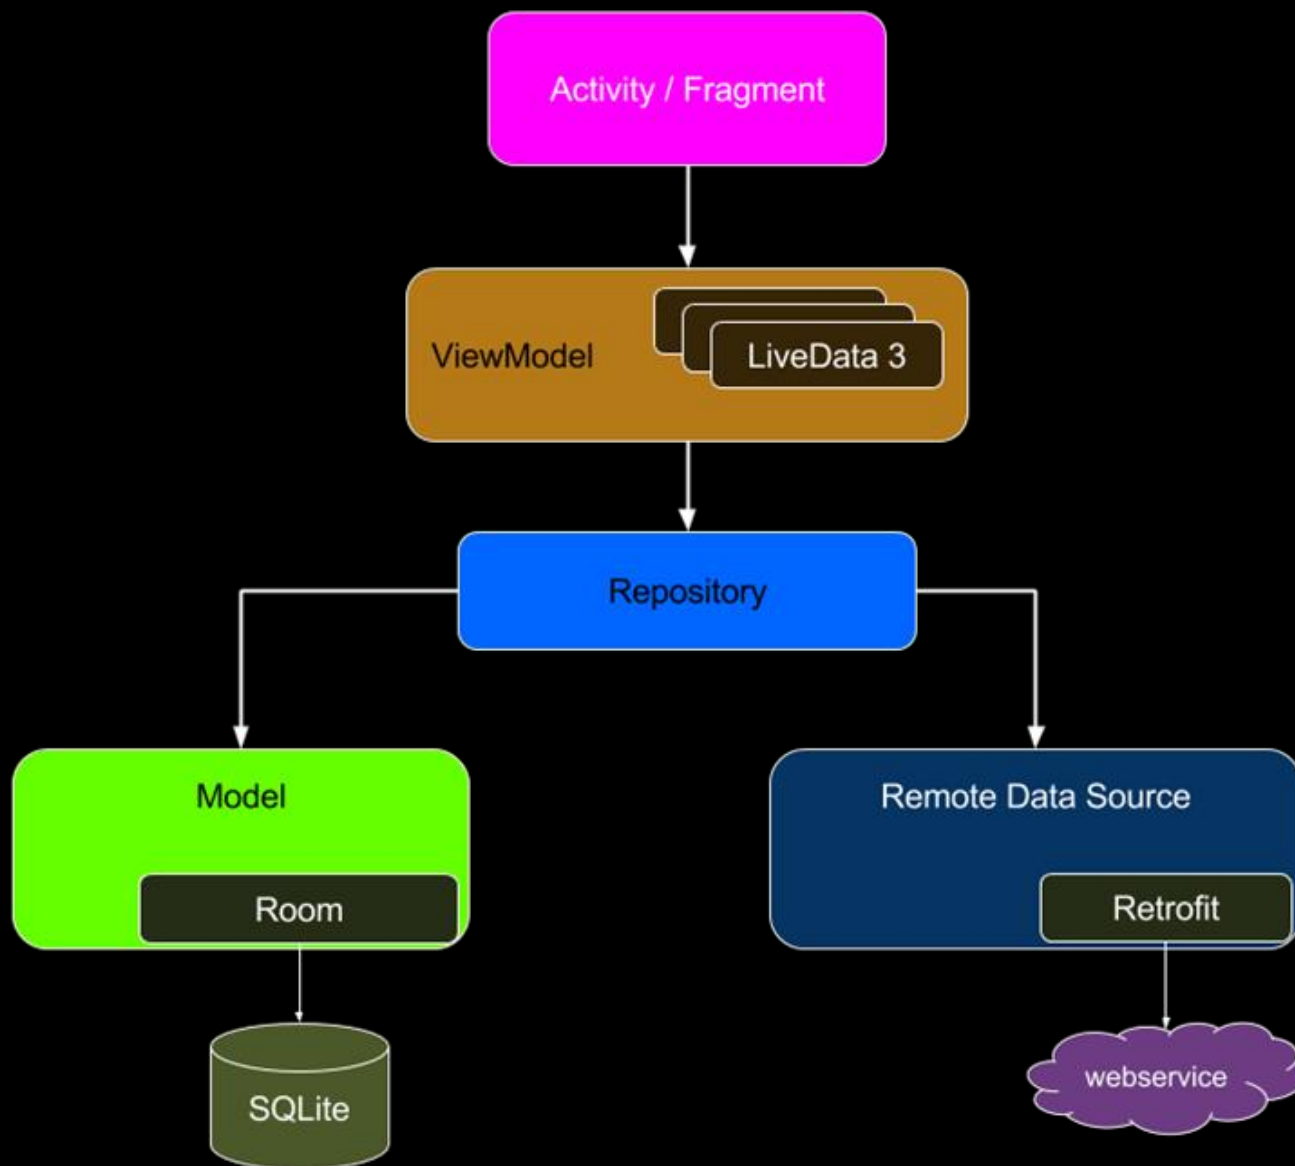 Activity / Fragment
ViewModel
LiveData 3
Repository
Model
Remote Data Source
Room
Retrofit
SQLite
webservice